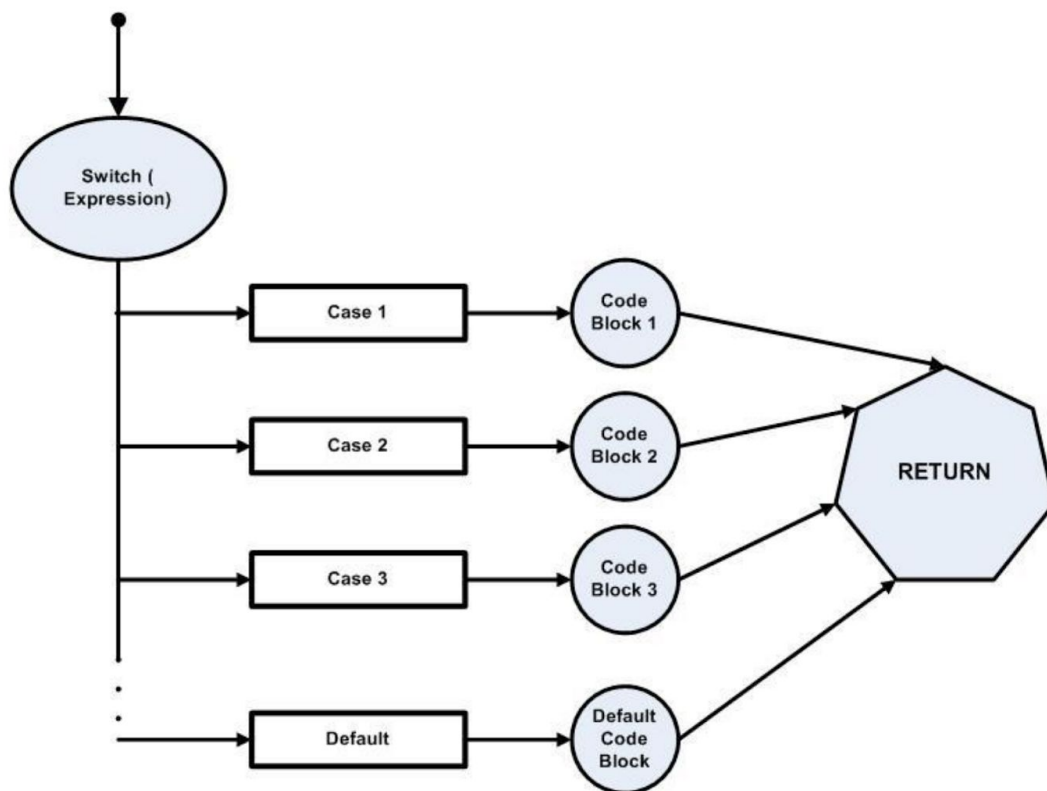 Switch (
Expression)
Case 1
Code
Block 1
Case 2
Code
Block 2
RETURN
Case 3
Code
Block 3
Default
Default
Code
Block